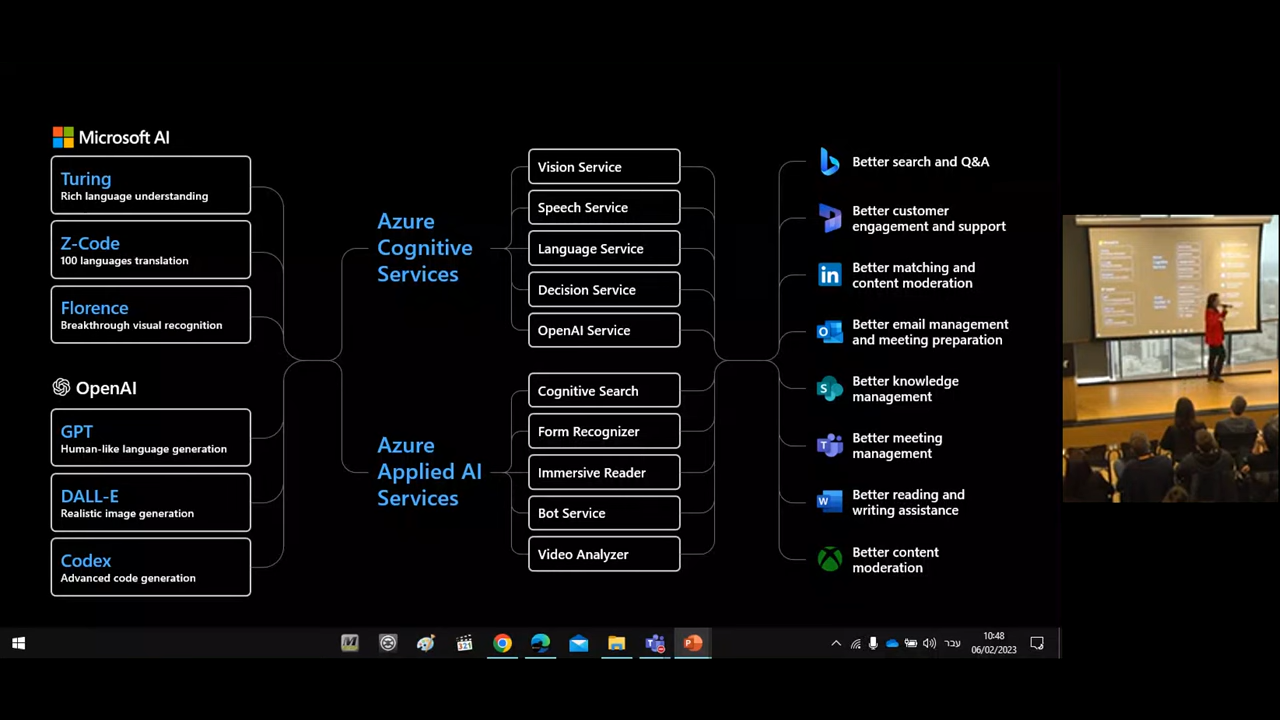 Microsoft AI
Turing
Rich language understanding
Z-Code
100 languages translation
Florence
Breakthrough visual recognition
OpenAI
GPT
Human-like language generation
DALL-E
Realistic image generation
Codex
Advanced code generation
Azure
Cognitive
Services
Azure
Applied AI
Services
Vision Service
Speech Service
Language Service
Decision Service
OpenAI Service
Cognitive Search
Form Recognizer
Immersive Reader
Bot Service
Video Analyzer
Better search and Q&A
Better customer
engagement and support
Better matching and
content moderation
Better email management
and meeting preparation
Better knowledge
management
Better meeting
management
Better reading and
writing assistance
Better content
moderation
עבר
10:48
06/02/2023